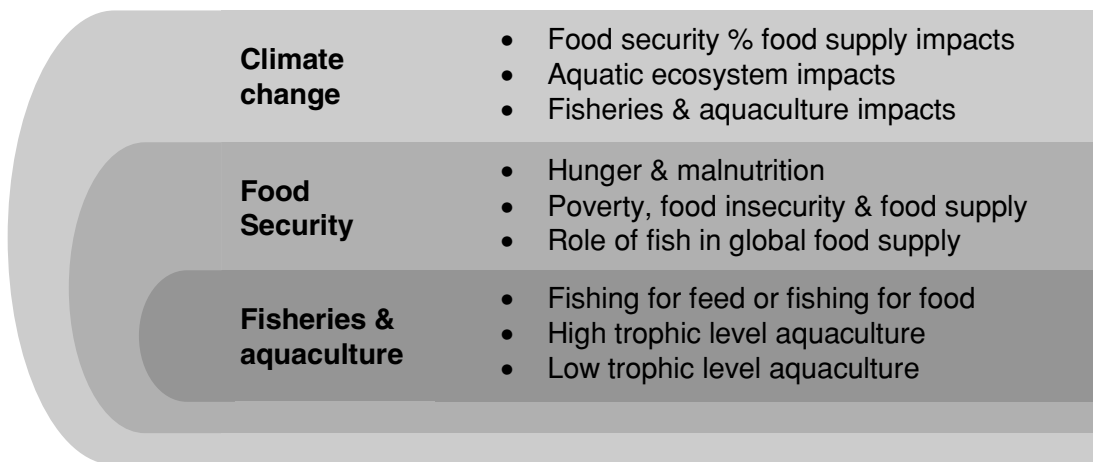 Climate
change
• Food security % food supply impacts
• Aquatic ecosystem impacts
• Fisheries & aquaculture impacts
Food
Security
• Hunger & malnutrition
• Poverty, food insecurity & food supply
• Role of fish in global food supply
Fisheries &
aquaculture
• Fishing for feed or fishing for food
• High trophic level aquaculture
• Low trophic level aquaculture